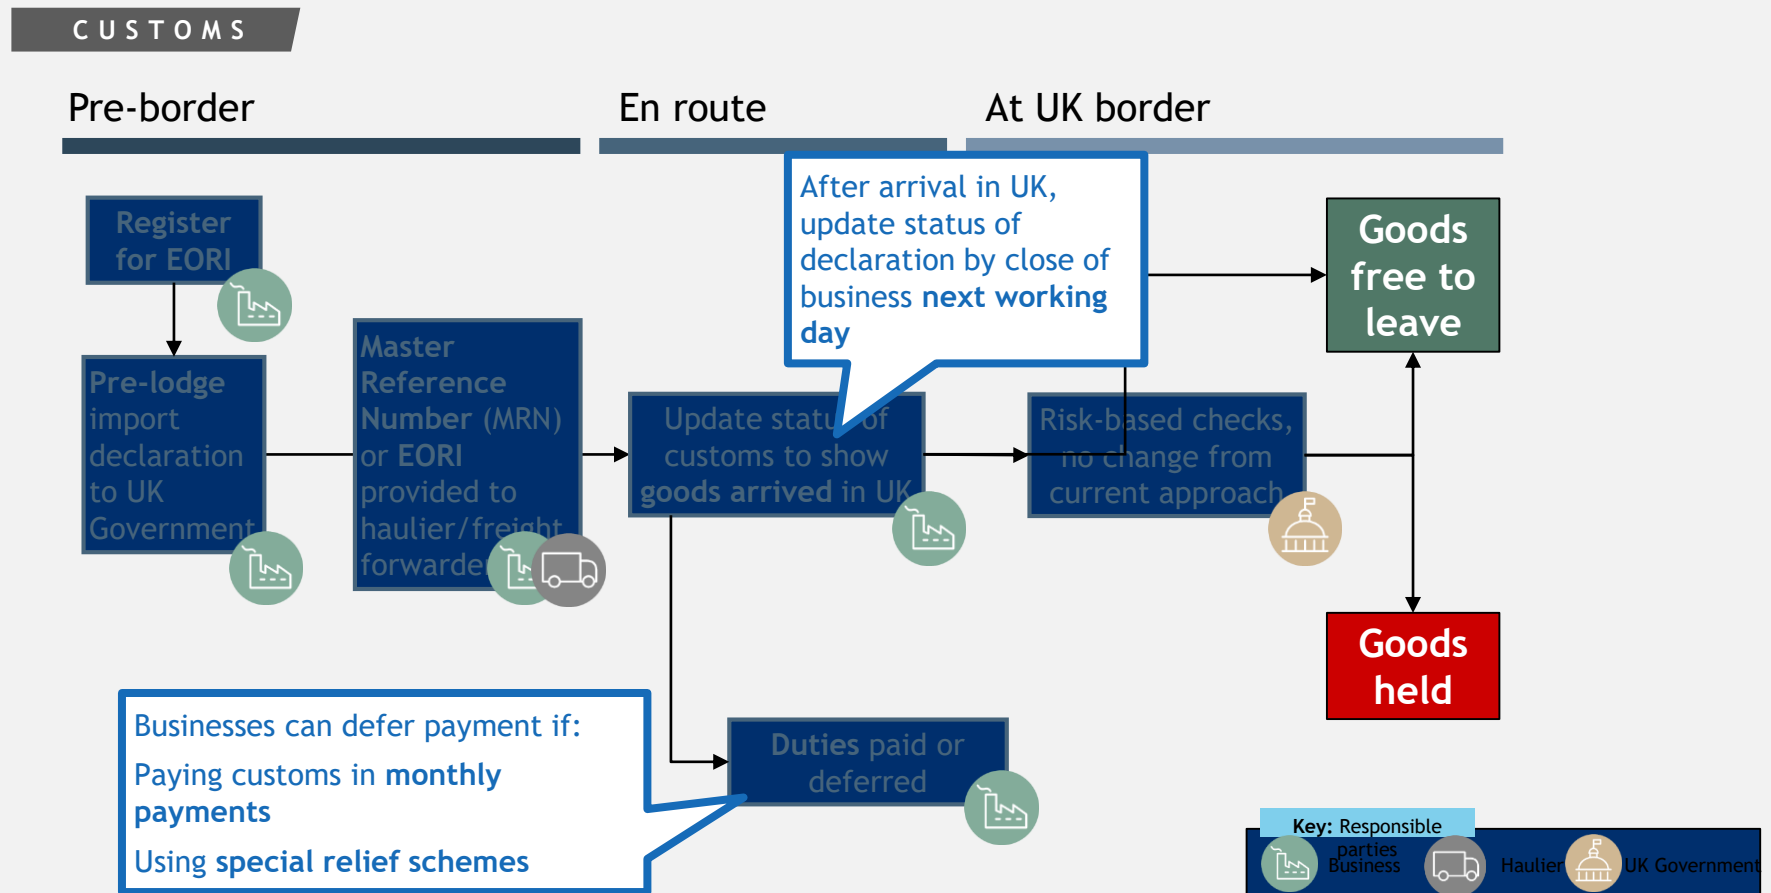 CUSTOMS
Pre-border
En route
At UK border
Register
for EORI
Pre-lodge
import
declaration
to UK
Government
Master
Reference
Number (MRN)
or EORI
provided to
haulier/freight
forwarder
After arrival in UK,
update status of
declaration by close of
business next working
day
Update status of
customs to show
goods arrived in UK
Risk-based checks,
no change from
current approach
Goods
free to
leave
Goods
held
Businesses can defer payment if:
Paying customs in monthly
payments
Using special relief schemes
Duties paid or
deferred
Key: Responsible
parties
Business
Haulier
UK Government